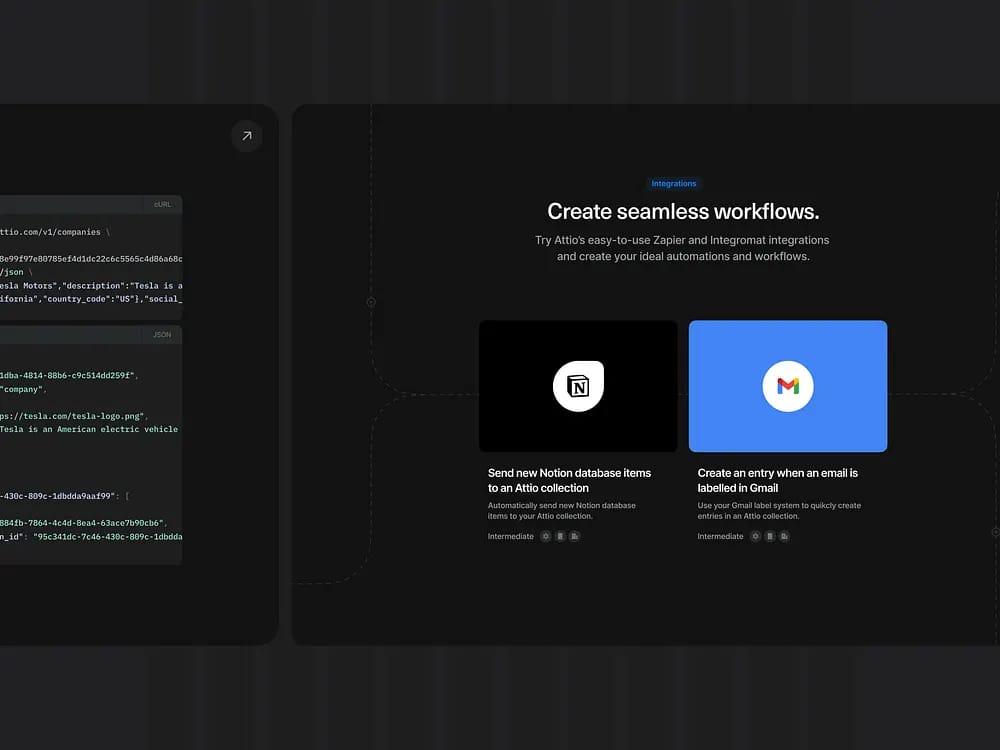 cURL
ttio.com/v1/companies \
8e99f97e80785ef4d1dc22c6c5565c4d86a68c
/json \
esla Motors","description":"Tesla is a
ifornia","country_code":"US"},"social_
JSON
1dba-4814-88b6-c9c514dd259f",
"company",
ps://tesla.com/tesla-logo.png",
Tesla is an American electric vehicle
-430c-809c-1dbdda9aaf99": [
884fb-7864-4c4d-8ea4-63ace7b90cb6",
n_id": "95c341dc-7c46-430c-809c-1dbdda
Integrations
Create seamless workflows.
Try Attio's easy-to-use Zapier and Integromat integrations
and create your ideal automations and workflows.
N
Send new Notion database items
to an Attio collection
Automatically send new Notion database
items to your Attio collection.
Intermediate
Create an entry when an email is
labelled in Gmail
Use your Gmail label system to quikcly create
entries in an Attio collection.
Intermediate